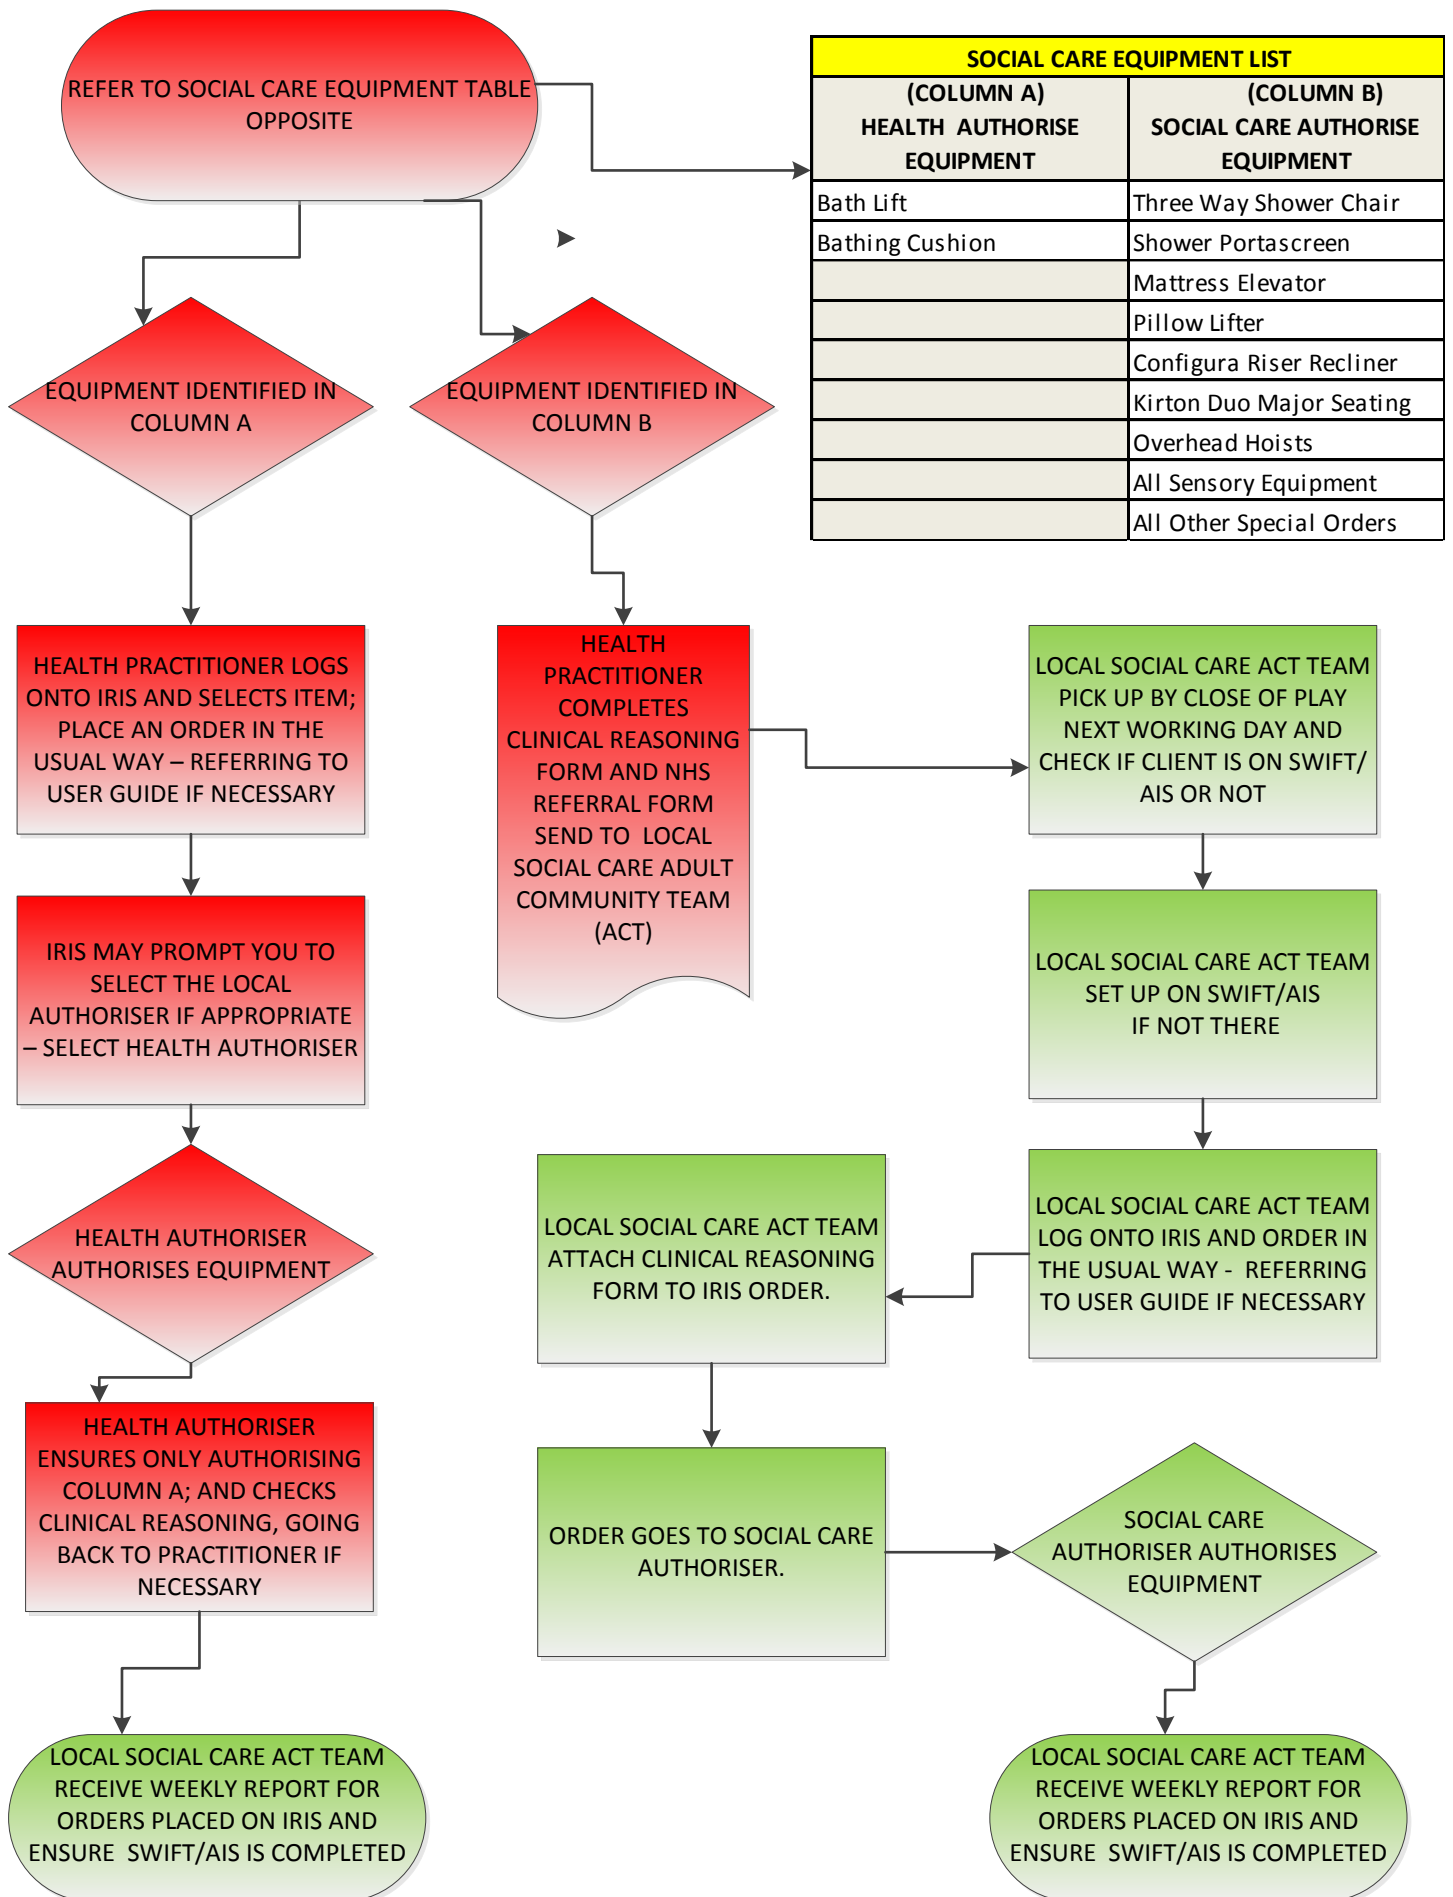 REFER TO SOCIAL CARE EQUIPMENT TABLE
OPPOSITE
SOCIAL CARE EQUIPMENT LIST
(COLUMN A)
HEALTH AUTHORISE
EQUIPMENT
(COLUMN B)
SOCIAL CARE AUTHORISE
EQUIPMENT
Bath Lift
Three Way Shower Chair
Bathing Cushion
Shower Portascreen
Mattress Elevator
Pillow Lifter
Configura Riser Recliner
Kirton Duo Major Seating
Overhead Hoists
All Sensory Equipment
All Other Special Orders
EQUIPMENT IDENTIFIED IN
COLUMN A
EQUIPMENT IDENTIFIED IN
COLUMN B
HEALTH PRACTITIONER LOGS
ONTO IRIS AND SELECTS ITEM;
PLACE AN ORDER IN THE
USUAL WAY – REFERRING TO
USER GUIDE IF NECESSARY
HEALTH
PRACTITIONER
COMPLETES
CLINICAL REASONING
FORM AND NHS
REFERRAL FORM
SEND TO LOCAL
SOCIAL CARE ADULT
COMMUNITY TEAM
(ACT)
LOCAL SOCIAL CARE ACT TEAM
PICK UP BY CLOSE OF PLAY
NEXT WORKING DAY AND
CHECK IF CLIENT IS ON SWIFT/
AIS OR NOT
IRIS MAY PROMPT YOU TO
SELECT THE LOCAL
AUTHORISER IF APPROPRIATE
– SELECT HEALTH AUTHORISER
LOCAL SOCIAL CARE ACT TEAM
SET UP ON SWIFT/AIS
IF NOT THERE
HEALTH AUTHORISER
AUTHORISES EQUIPMENT
LOCAL SOCIAL CARE ACT TEAM
ATTACH CLINICAL REASONING
FORM TO IRIS ORDER.
LOCAL SOCIAL CARE ACT TEAM
LOG ONTO IRIS AND ORDER IN
THE USUAL WAY - REFERRING
TO USER GUIDE IF NECESSARY
HEALTH AUTHORISER
ENSURES ONLY AUTHORISING
COLUMN A; AND CHECKS
CLINICAL REASONING, GOING
BACK TO PRACTITIONER IF
NECESSARY
ORDER GOES TO SOCIAL CARE
AUTHORISER.
SOCIAL CARE
AUTHORISER AUTHORISES
EQUIPMENT
LOCAL SOCIAL CARE ACT TEAM
RECEIVE WEEKLY REPORT FOR
ORDERS PLACED ON IRIS AND
ENSURE SWIFT/AIS IS COMPLETED
LOCAL SOCIAL CARE ACT TEAM
RECEIVE WEEKLY REPORT FOR
ORDERS PLACED ON IRIS AND
ENSURE SWIFT/AIS IS COMPLETED